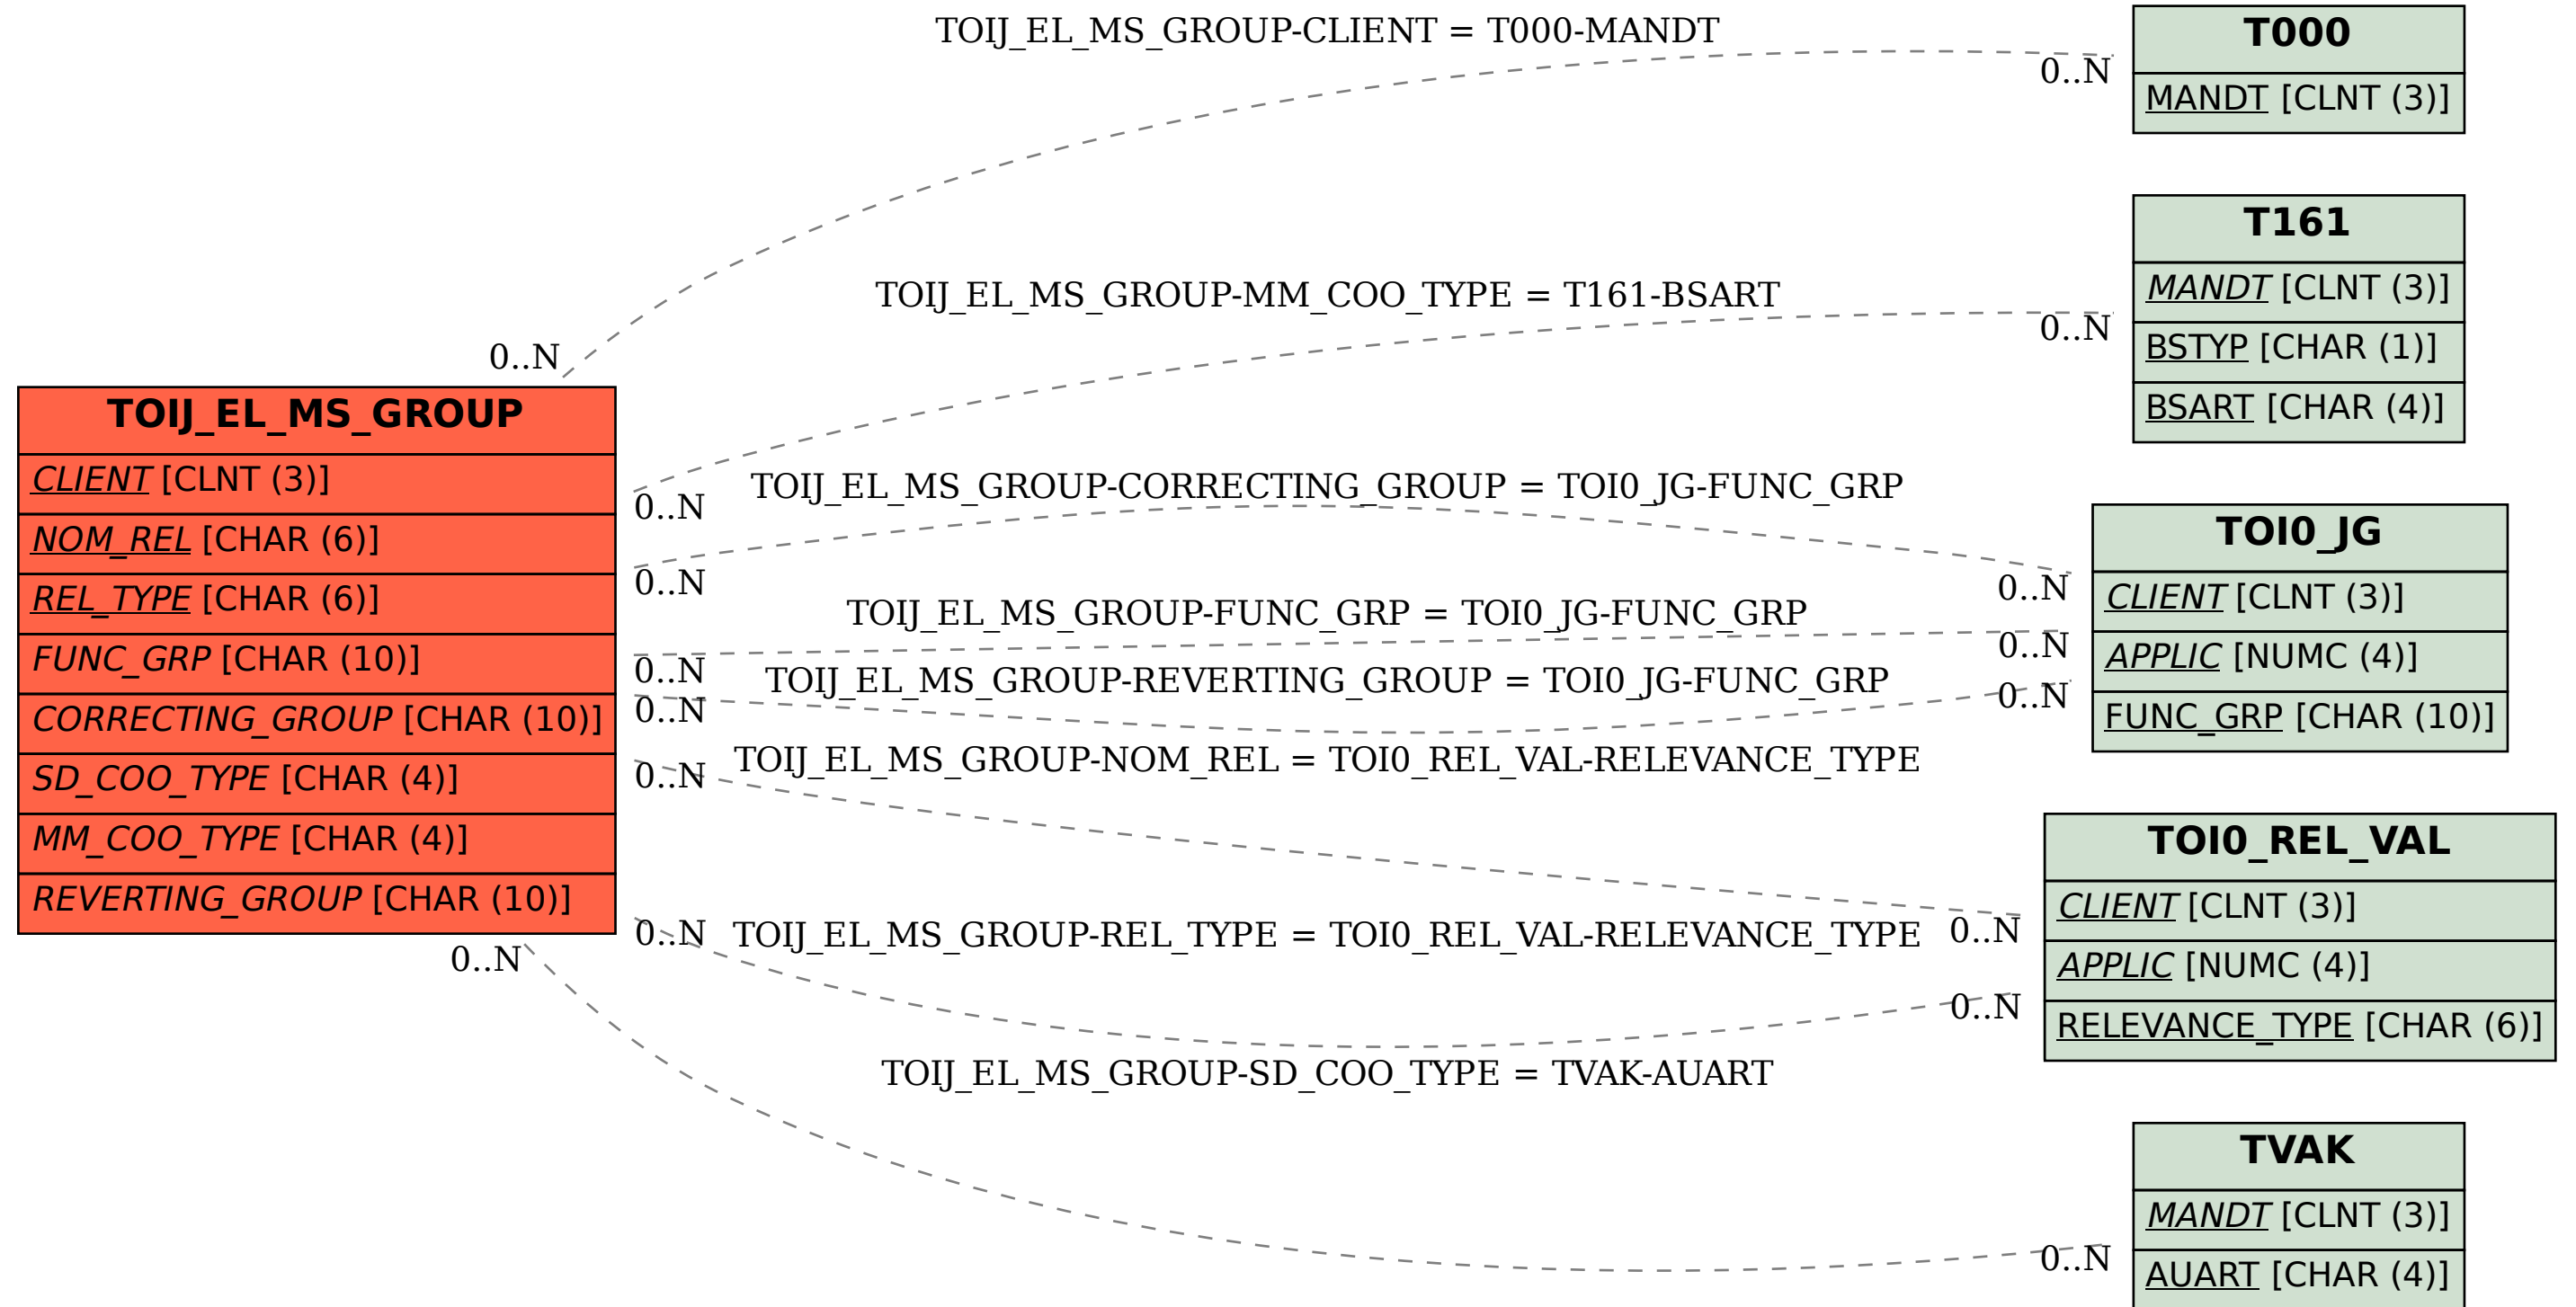 TOIJ_EL_MS_GROUP-CLIENT = T000-MANDT
0..N
0..N
T000
MANDT [CLNT (3)]
TOIJ_EL_MS_GROUP-MM_COO_TYPE = T161-BSART
0..N
0..N
T161
MANDT [CLNT (3)]
BSTYP [CHAR (1)]
BSART [CHAR (4)]
TOIJ_EL_MS_GROUP
CLIENT [CLNT (3)]
NOM_REL [CHAR (6)]
REL_TYPE [CHAR (6)]
FUNC_GRP [CHAR (10)]
CORRECTING_GROUP [CHAR (10)]
SD_COO_TYPE [CHAR (4)]
MM_COO_TYPE [CHAR (4)]
REVERTING_GROUP [CHAR (10)]
TOIJ_EL_MS_GROUP-CORRECTING_GROUP = TOI0_JG-FUNC_GRP
0..N
0..N
TOIJ_EL_MS_GROUP-FUNC_GRP = TOI0_JG-FUNC_GRP
0..N
0..N
TOIJ_EL_MS_GROUP-REVERTING_GROUP = TOI0_JG-FUNC_GRP
0..N
0..N
TOI0_JG
CLIENT [CLNT (3)]
APPLIC [NUMC (4)]
FUNC_GRP [CHAR (10)]
TOIJ_EL_MS_GROUP-NOM_REL = TOI0_REL_VAL-RELEVANCE_TYPE
0..N
0..N
TOIJ_EL_MS_GROUP-REL_TYPE = TOI0_REL_VAL-RELEVANCE_TYPE
0..N
0..N
TOI0_REL_VAL
CLIENT [CLNT (3)]
APPLIC [NUMC (4)]
RELEVANCE_TYPE [CHAR (6)]
TOIJ_EL_MS_GROUP-SD_COO_TYPE = TVAK-AUART
0..N
0..N
TVAK
MANDT [CLNT (3)]
AUART [CHAR (4)]